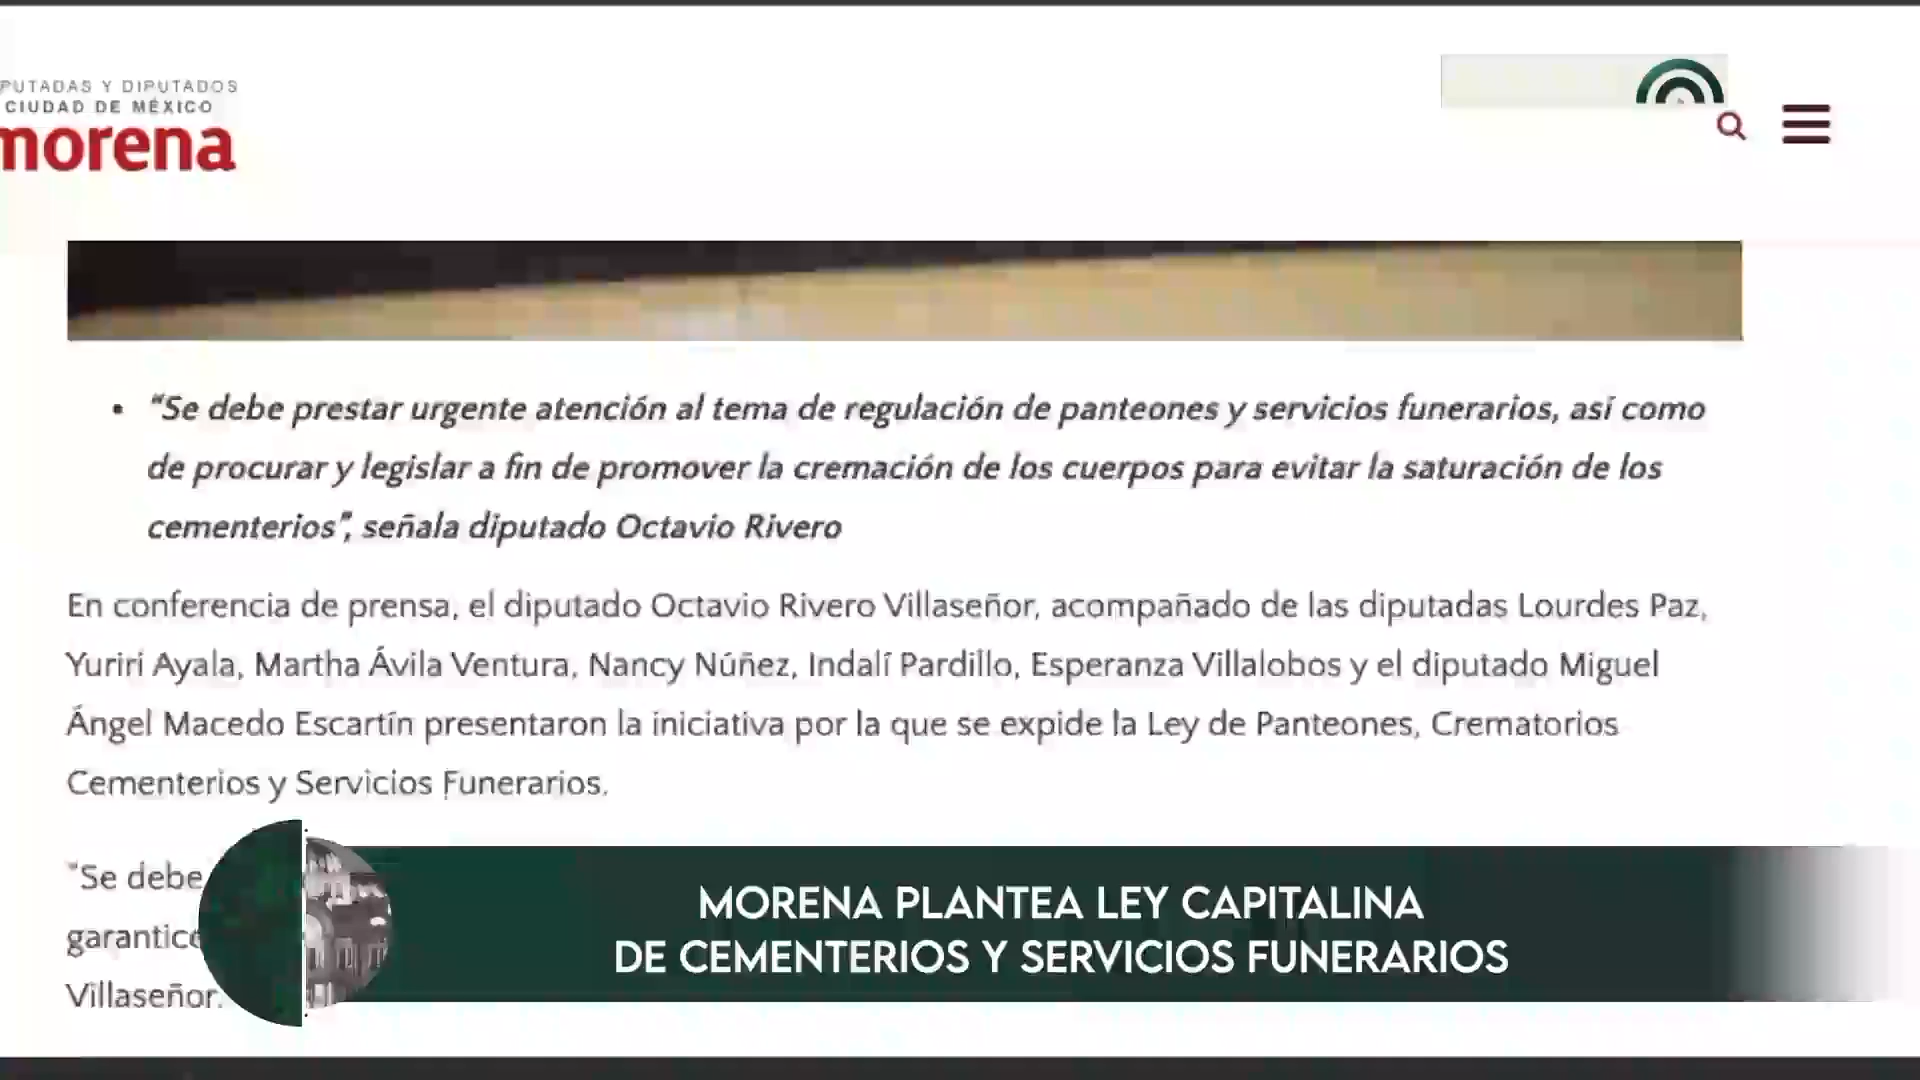 PUTADAS Y DIPUTADOS
CIUDAD DE MÉXICO
morena
• “Se debe prestar urgente atención al tema de regulación de panteones y servicios funerarios, así como
de procurar y legislar a fin de promover la cremación de los cuerpos para evitar la saturación de los
cementerios”, señala diputado Octavio Rivero
En conferencia de prensa, el diputado Octavio Rivero Villaseñor, acompañado de las diputadas Lourdes Paz,
Yuriri Ayala, Martha Ávila Ventura, Nancy Núñez, Indalí Pardillo, Esperanza Villalobos y el diputado Miguel
Ángel Macedo Escartín presentaron la iniciativa por la que se expide la Ley de Panteones, Crematorios
Cementerios y Servicios Funerarios.
“Se debe
garantice
Villaseñor.
MORENA PLANTEA LEY CAPITALINA
DE CEMENTERIOS Y SERVICIOS FUNERARIOS